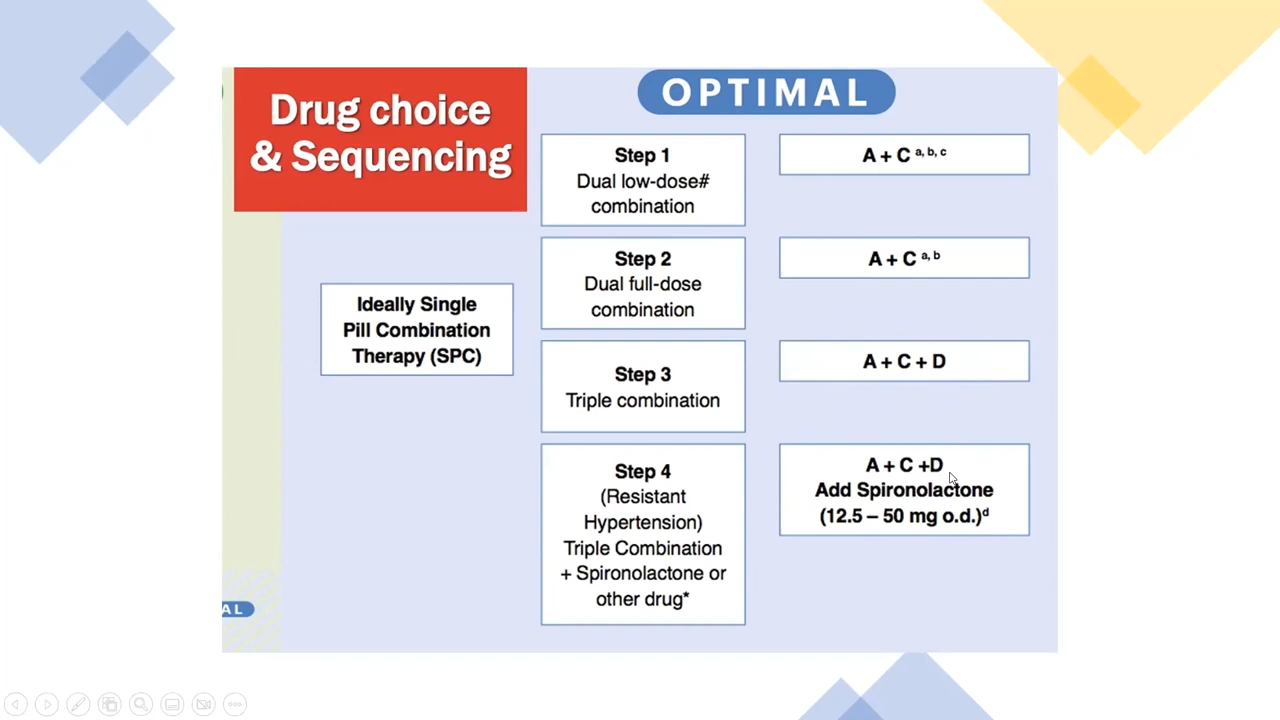 Drug choice
& Sequencing
OPTIMAL
Step 1
Dual low-dose#
combination
A + C a, b, c
Step 2
Dual full-dose
combination
A + C a, b
Ideally Single
Pill Combination
Therapy (SPC)
Step 3
Triple combination
A + C + D
Step 4
(Resistant
Hypertension)
Triple Combination
+ Spironolactone or
other drug*
A + C +D
Add Spironolactone
(12.5 – 50 mg o.d.)d
AL